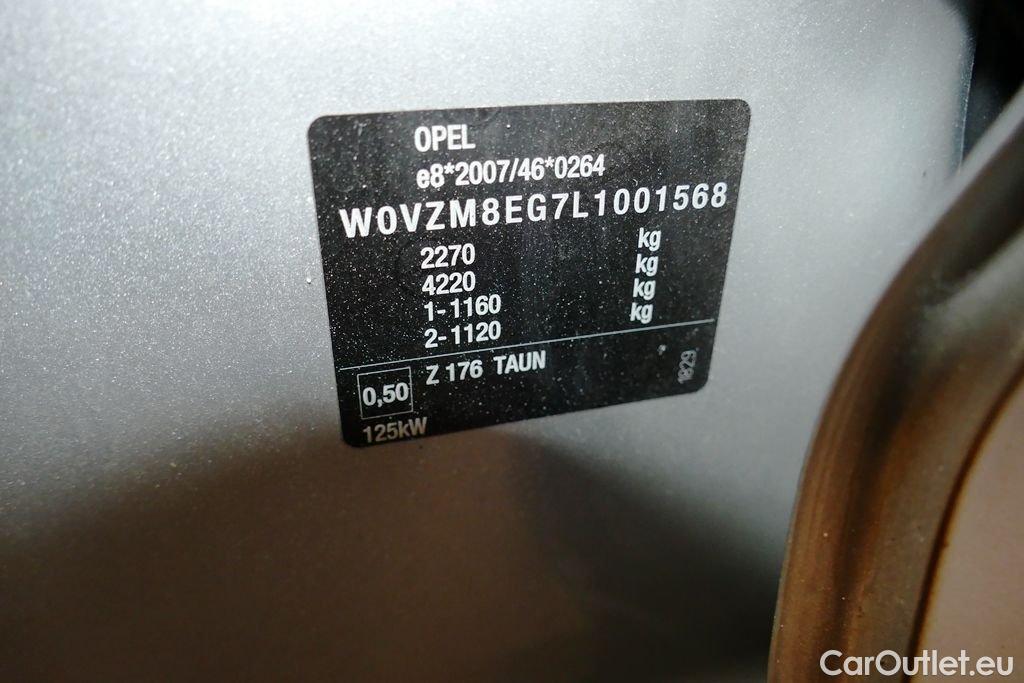 OPEL
e8*2007/46*0264
W0VZM8EG7L1001568
2270 kg
4220 kg
1-1160 kg
2-1120 kg
0,50 Z 176 TAUN
1829
125kW
CarOutlet.eu